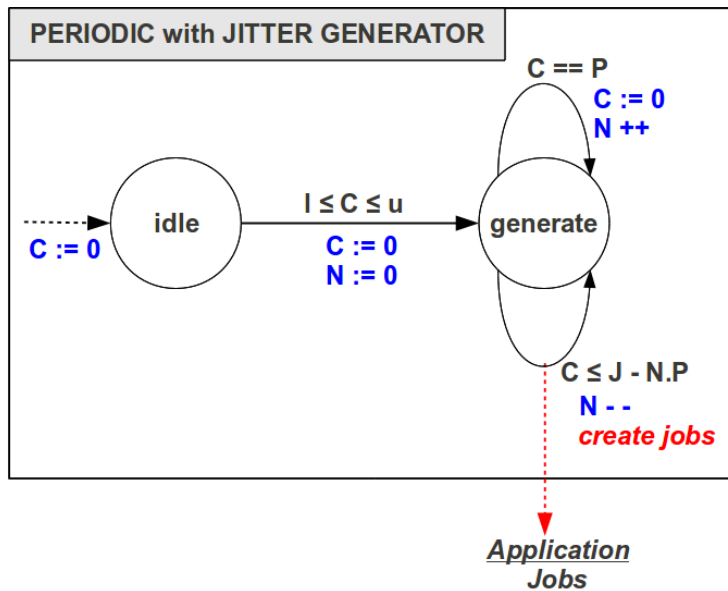 PERIODIC with JITTER GENERATOR
C == P
C := 0
N ++
idle
l ≤ C ≤ u
generate
C := 0
C := 0
N := 0
C ≤ J - N.P
N - -
create jobs
Application
Jobs